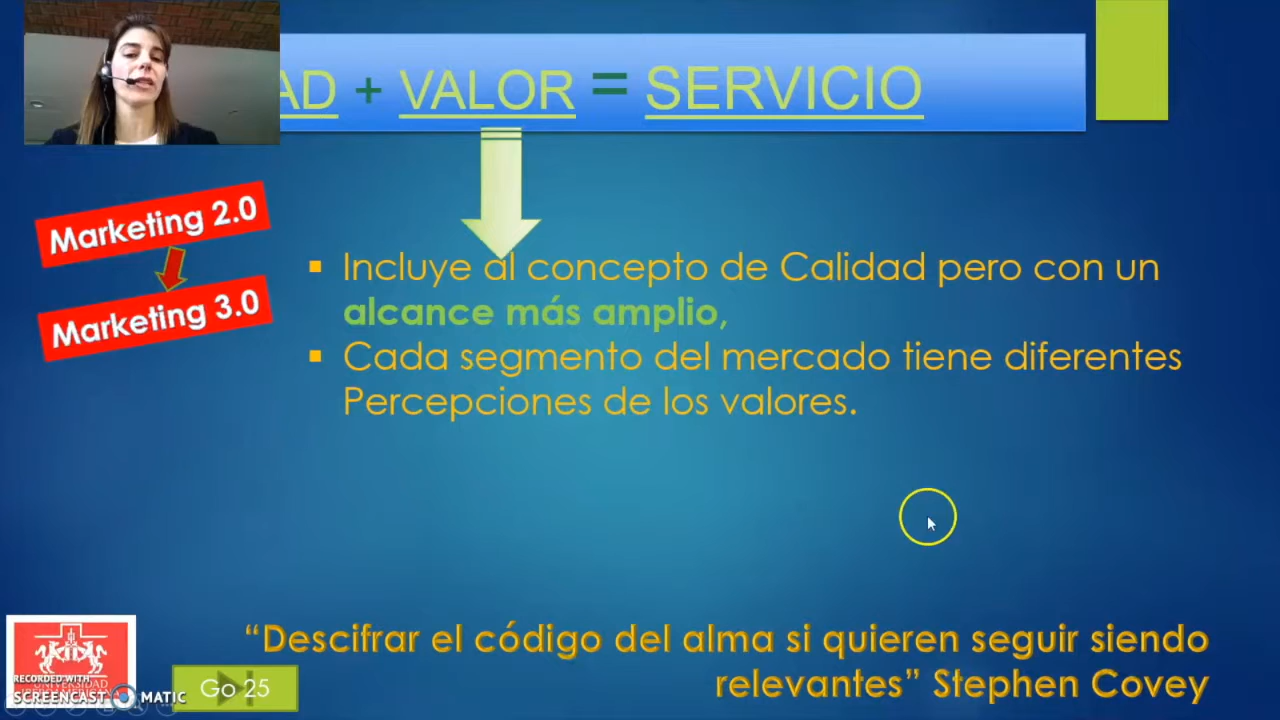 AD + VALOR = SERVICIO
Marketing 2.0
Marketing 3.0
▪ Incluye al concepto de Calidad pero con un
alcance más amplio,
▪ Cada segmento del mercado tiene diferentes
Percepciones de los valores.
“Descifrar el código del alma si quieren seguir siendo
relevantes” Stephen Covey
Go 25
RECORDED WITH
SCREENCAST MATIC